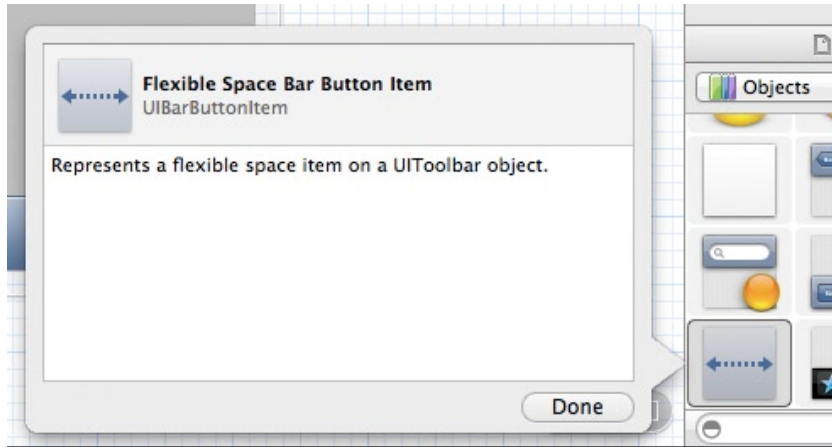 Flexible Space Bar Button Item
UIBarButtonItem
Represents a flexible space item on a UIToolbar object.
Done
Objects